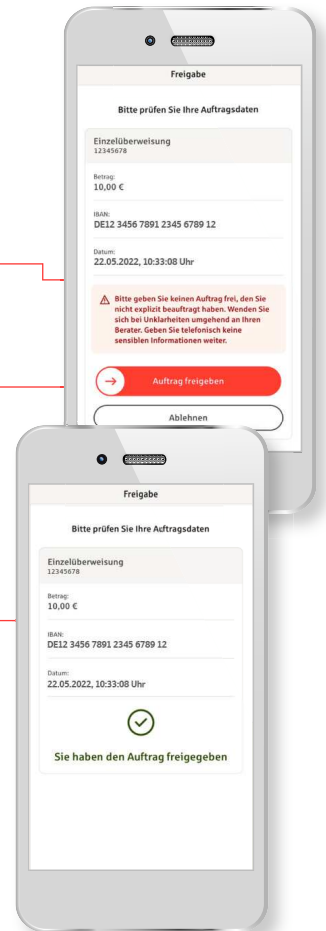 Freigabe
Bitte prüfen Sie Ihre Auftragsdaten
Einzelüberweisung
12345678
Betrag:
10,00 €
IBAN:
DE12 3456 7891 2345 6789 12
Datum:
22.05.2022, 10:33:08 Uhr
Bitte geben Sie keinen Auftrag frei, den Sie
nicht explizit beauftragt haben. Wenden Sie
sich bei Unklarheiten umgehend an Ihren
Berater. Geben Sie telefonisch keine
sensiblen Informationen weiter.
Auftrag freigeben
Ablehnen
Freigabe
Bitte prüfen Sie Ihre Auftragsdaten
Einzelüberweisung
12345678
Betrag:
10,00 €
IBAN:
DE12 3456 7891 2345 6789 12
Datum:
22.05.2022, 10:33:08 Uhr
Sie haben den Auftrag freigegeben